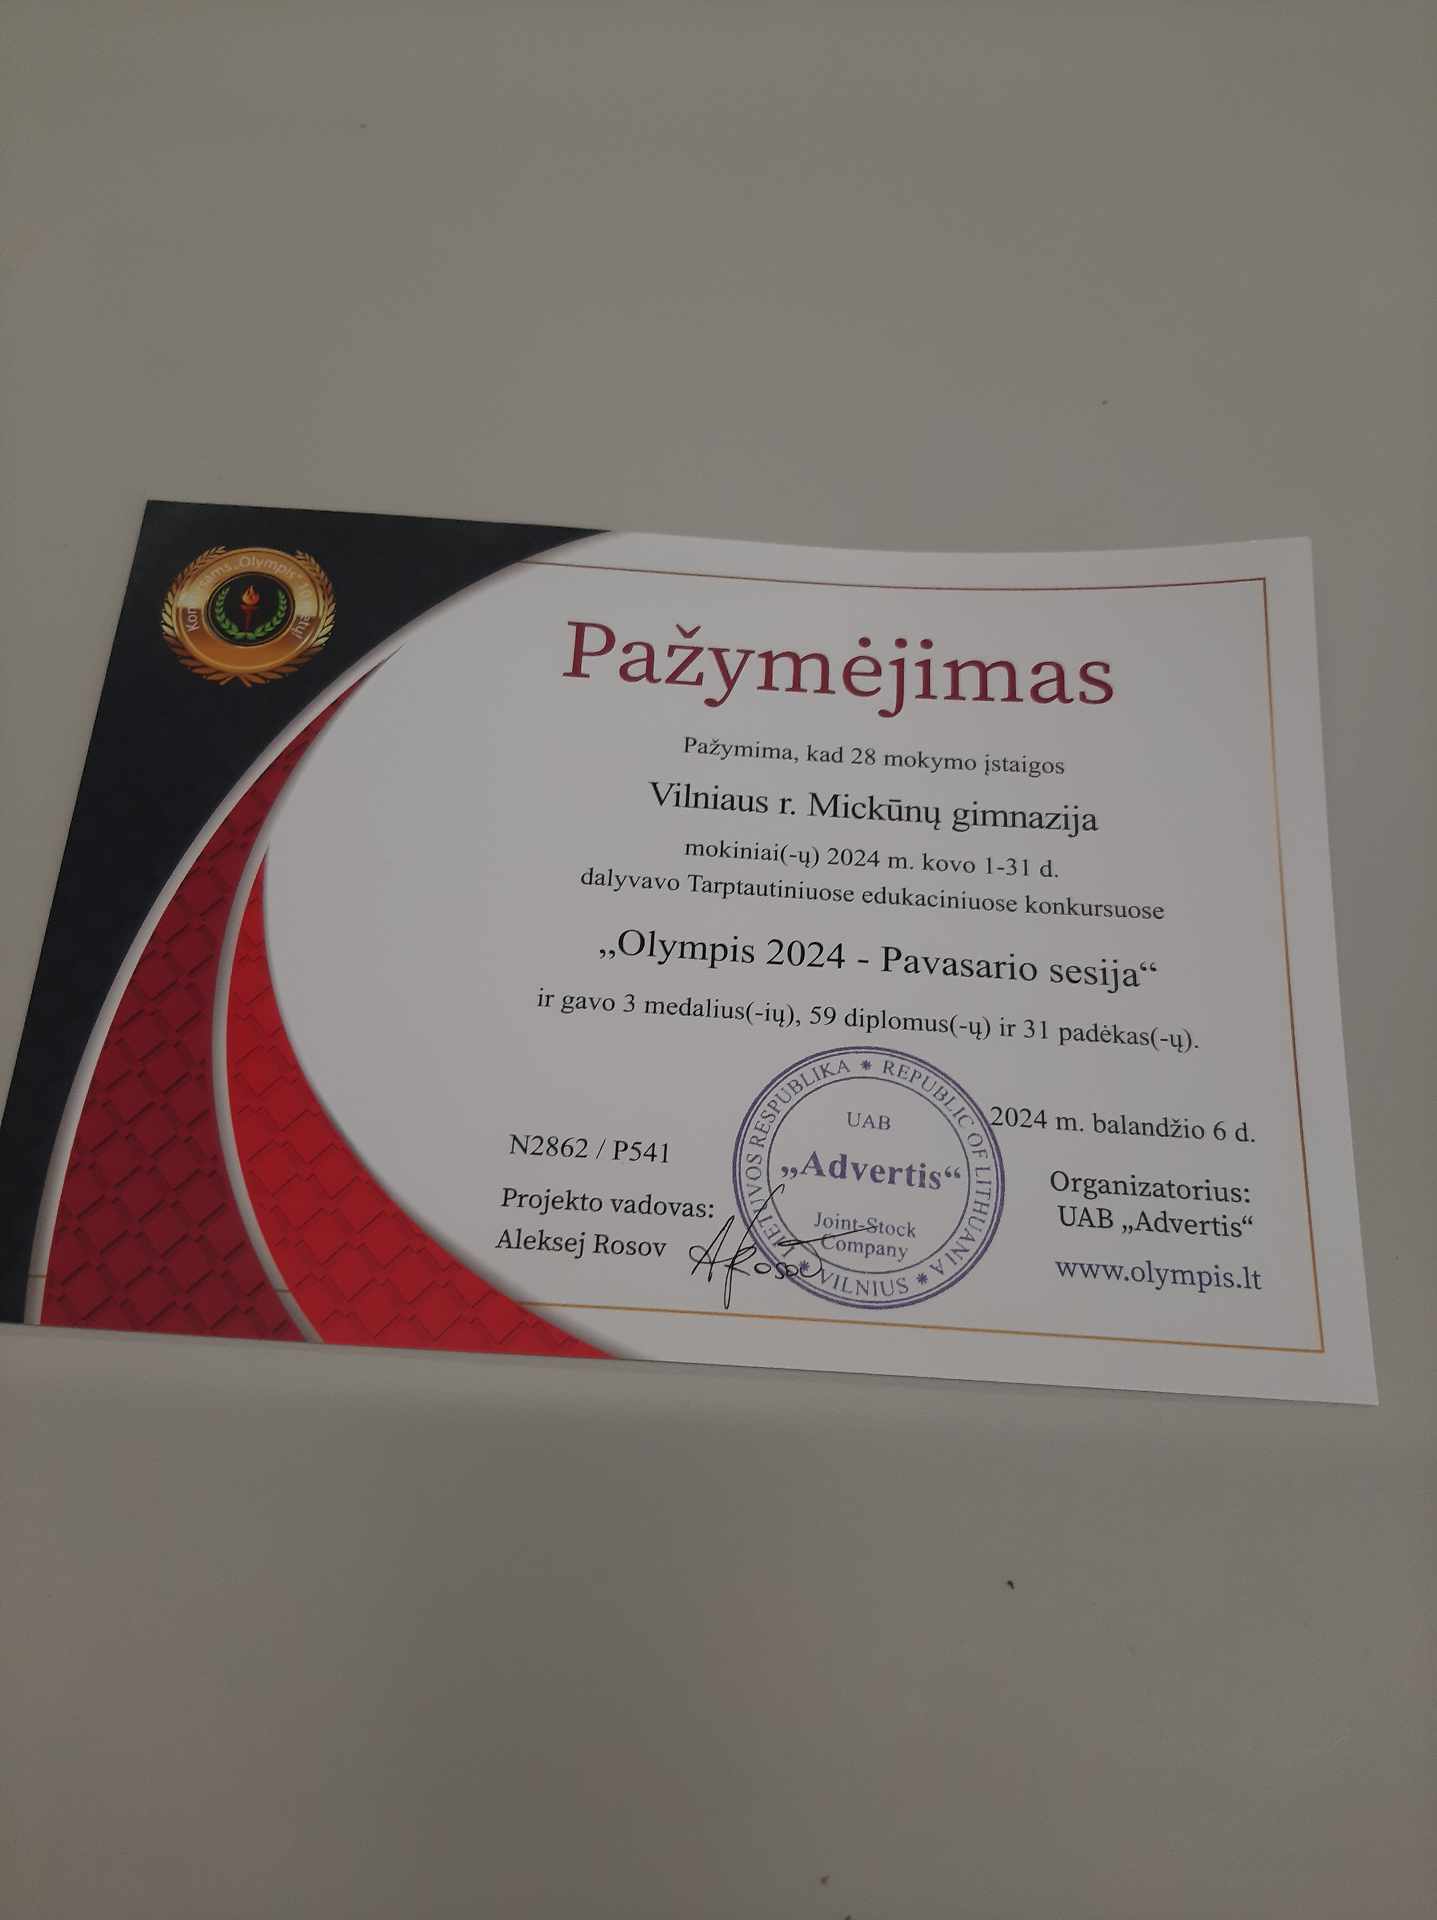 „Olympis“
Pažymėjimas
Pažymima, kad 28 mokymo įstaigos
Vilniaus r. Mickūnų gimnazija
mokiniai(-ų) 2024 m. kovo 1-31 d.
dalyvavo Tarptautiniuose edukaciniuose konkursuose
„Olympis 2024 - Pavasario sesija“
ir gavo 3 medalius(-ių), 59 diplomus(-ų) ir 31 padėkas(-ų).
N2862 / P541
Projekto vadovas:
Aleksej Rosov
LIETUVOS RESPUBLIKA * REPUBLIC OF LITHUANIA * VILNIUS *
UAB
„Advertis“
Joint-Stock
Company
2024 m. balandžio 6 d.
Organizatorius:
UAB „Advertis“
www.olympis.lt